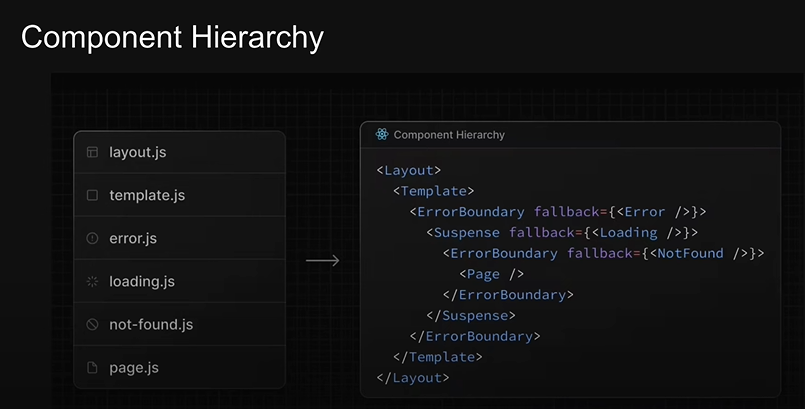 Component Hierarchy
layout.js
template.js
error.js
loading.js
not-found.js
page.js
Component Hierarchy
<Layout>
<Template>
<ErrorBoundary fallback={<Error />}>
<Suspense fallback={<Loading />}>
<ErrorBoundary fallback={<NotFound />}>
<Page />
</ErrorBoundary>
</Suspense>
</ErrorBoundary>
</Template>
</Layout>